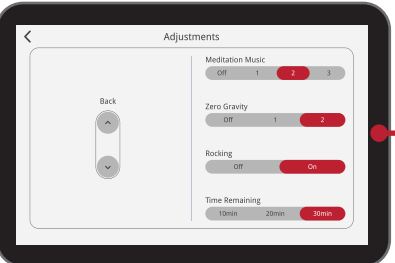 Adjustments
Back
Meditation Music
Off 1 2 3
Zero Gravity
Off 1 2
Rocking
Off On
Time Remaining
10min 20min 30min